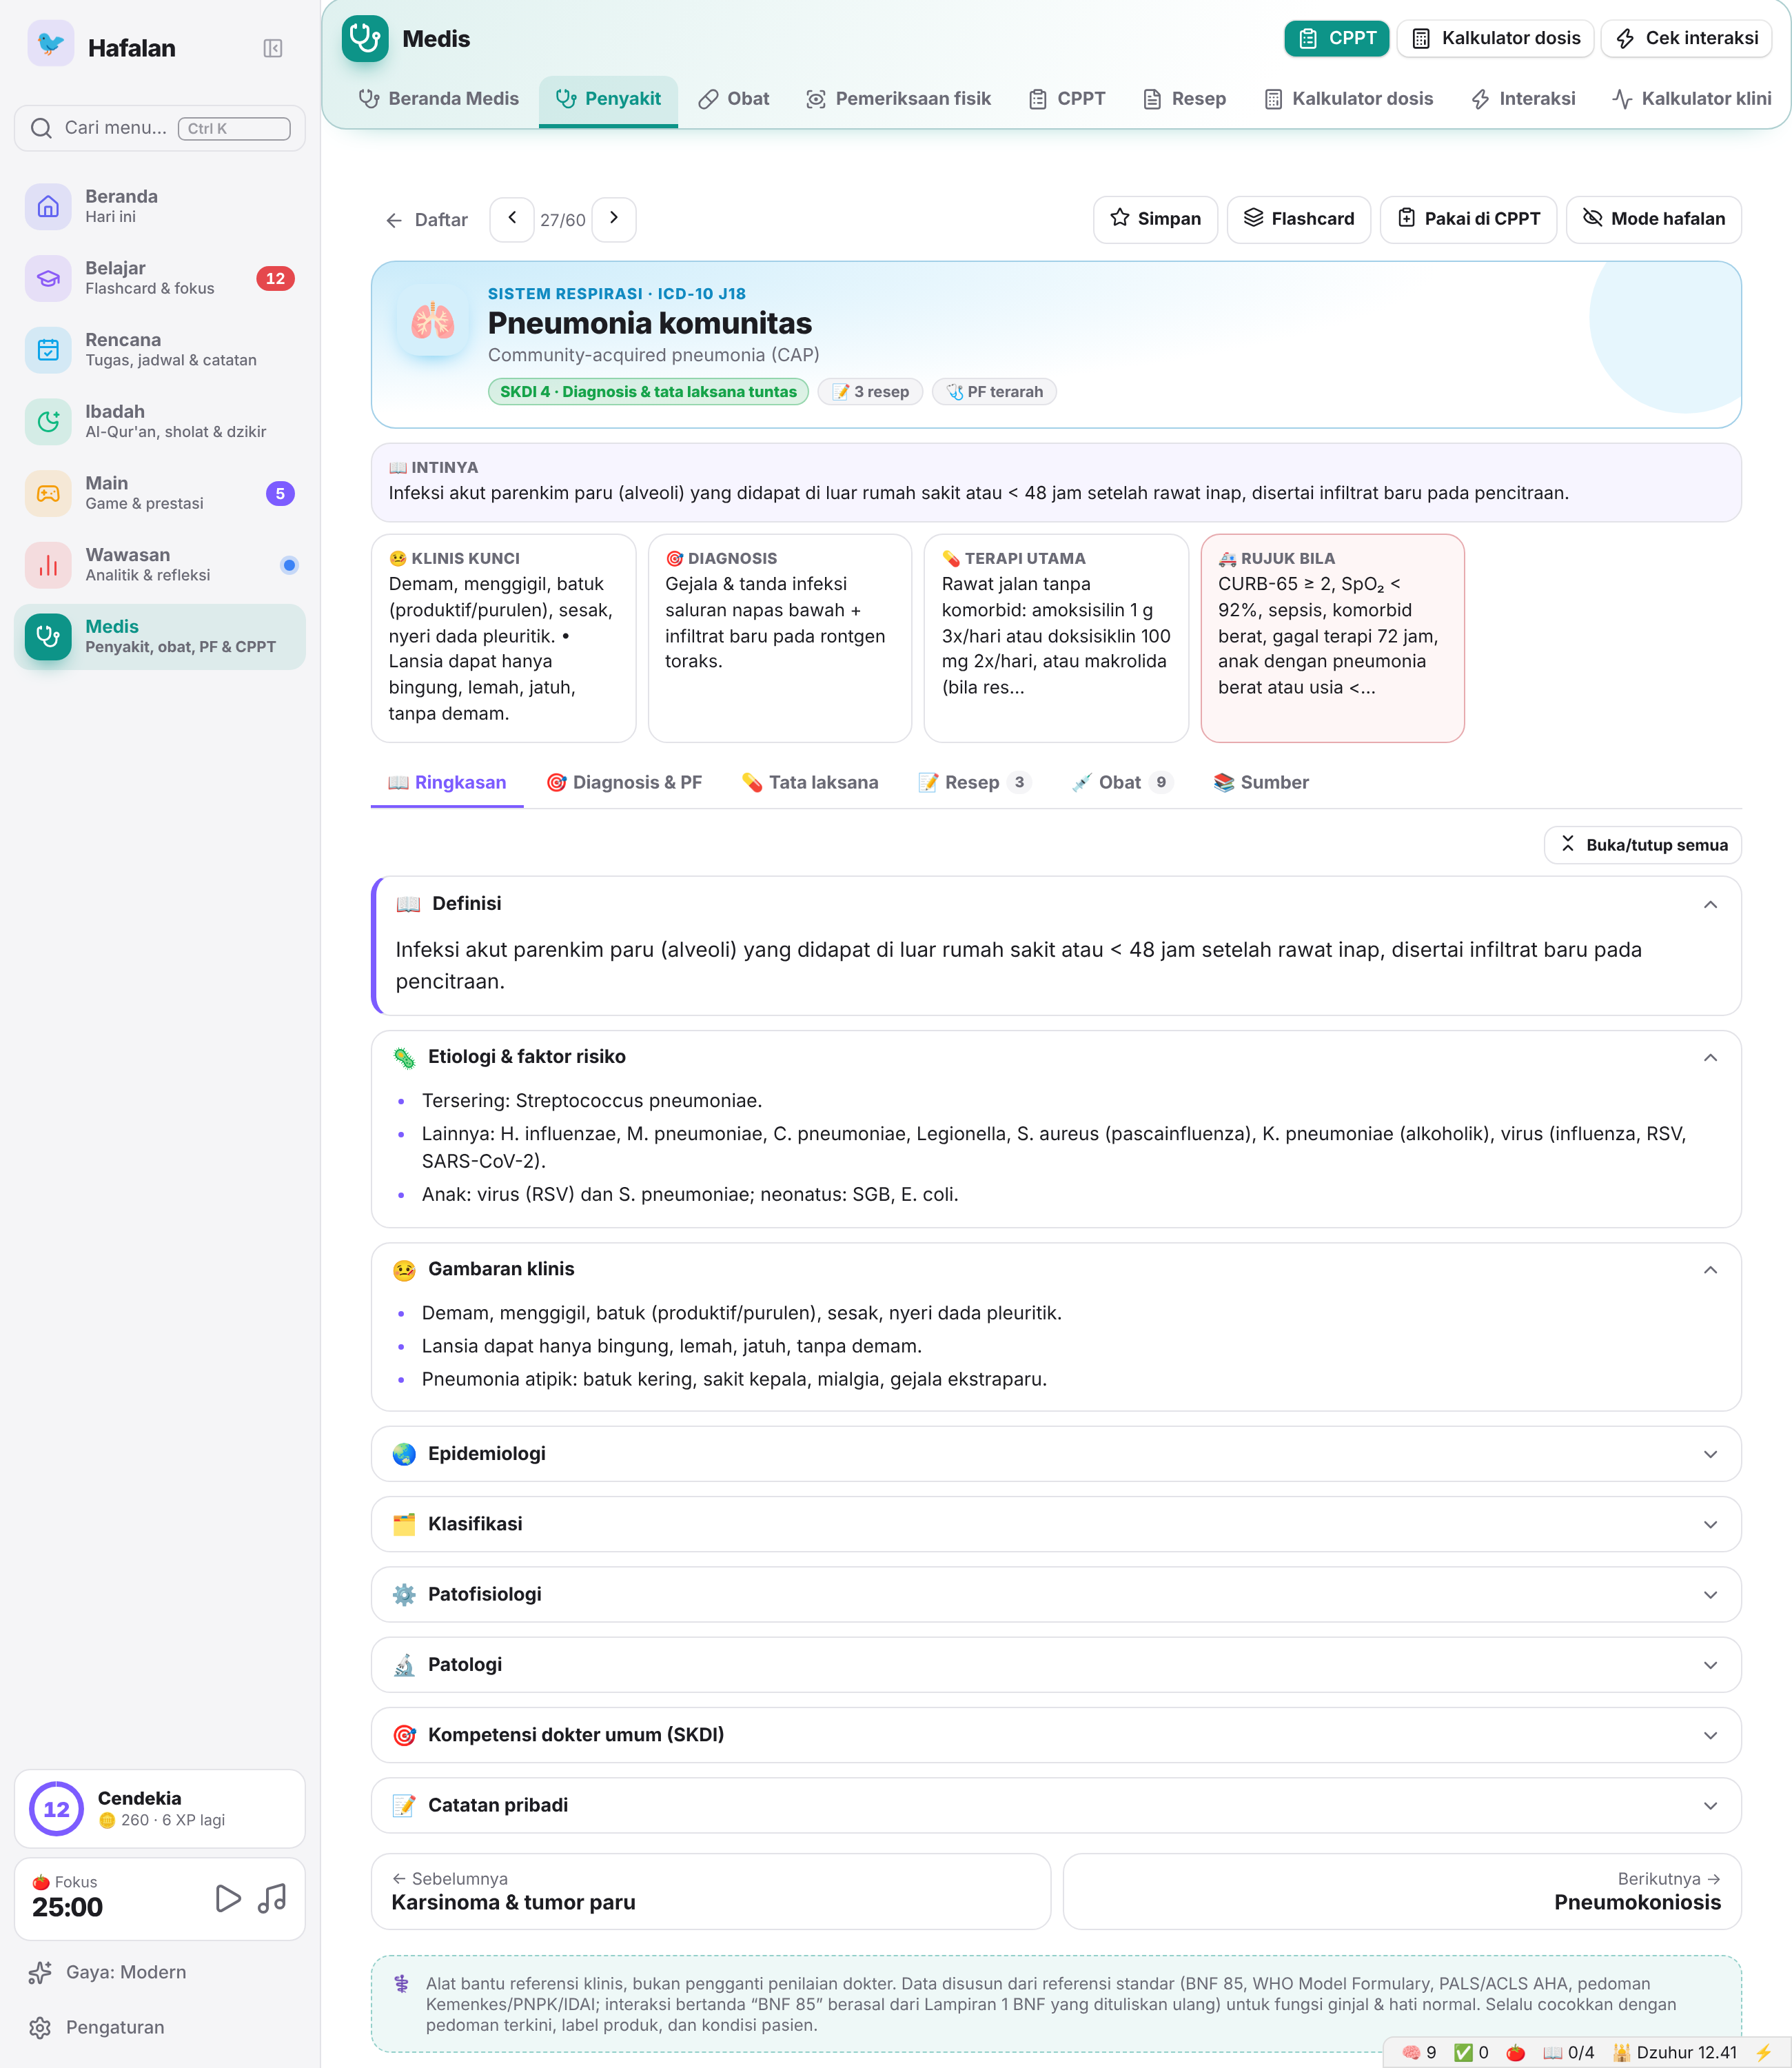 Hafalan
Cari menu... Ctrl K
Beranda
Hari ini
Belajar
Flashcard & fokus
12
Rencana
Tugas, jadwal & catatan
Ibadah
Al-Qur'an, sholat & dzikir
Main
Game & prestasi
5
Wawasan
Analitik & refleksi
Medis
Penyakit, obat, PF & CPPT
12
Cendekia
260 · 6 XP lagi
Fokus
25:00
Gaya: Modern
Pengaturan
Medis
CPPT Kalkulator dosis Cek interaksi
Beranda Medis Penyakit Obat Pemeriksaan fisik CPPT Resep Kalkulator dosis Interaksi Kalkulator klini
← Daftar 27/60 Simpan Flashcard Pakai di CPPT Mode hafalan
SISTEM RESPIRASI · ICD-10 J18
Pneumonia komunitas
Community-acquired pneumonia (CAP)
SKDI 4 · Diagnosis & tata laksana tuntas 3 resep PF terarah
INTINYA
Infeksi akut parenkim paru (alveoli) yang didapat di luar rumah sakit atau < 48 jam setelah rawat inap, disertai infiltrat baru pada pencitraan.
KLINIS KUNCI
Demam, menggigil, batuk
(produktif/purulen), sesak,
nyeri dada pleuritik. •
Lansia dapat hanya
bingung, lemah, jatuh,
tanpa demam.
DIAGNOSIS
Gejala & tanda infeksi
saluran napas bawah +
infiltrat baru pada rontgen
toraks.
TERAPI UTAMA
Rawat jalan tanpa
komorbid: amoksisilin 1 g
3x/hari atau doksisiklin 100
mg 2x/hari, atau makrolida
(bila res...
RUJUK BILA
CURB-65 ≥ 2, SpO₂ <
92%, sepsis, komorbid
berat, gagal terapi 72 jam,
anak dengan pneumonia
berat atau usia <...
Ringkasan Diagnosis & PF Tata laksana Resep 3 Obat 9 Sumber
Buka/tutup semua
Definisi
Infeksi akut parenkim paru (alveoli) yang didapat di luar rumah sakit atau < 48 jam setelah rawat inap, disertai infiltrat baru pada
pencitraan.
Etiologi & faktor risiko
• Tersering: Streptococcus pneumoniae.
• Lainnya: H. influenzae, M. pneumoniae, C. pneumoniae, Legionella, S. aureus (pascainfluenza), K. pneumoniae (alkoholik), virus (influenza, RSV,
SARS-CoV-2).
• Anak: virus (RSV) dan S. pneumoniae; neonatus: SGB, E. coli.
Gambaran klinis
• Demam, menggigil, batuk (produktif/purulen), sesak, nyeri dada pleuritik.
• Lansia dapat hanya bingung, lemah, jatuh, tanpa demam.
• Pneumonia atipik: batuk kering, sakit kepala, mialgia, gejala ekstraparu.
Epidemiologi
Klasifikasi
Patofisiologi
Patologi
Kompetensi dokter umum (SKDI)
Catatan pribadi
← Sebelumnya
Karsinoma & tumor paru
Berikutnya →
Pneumokoniosis
Alat bantu referensi klinis, bukan pengganti penilaian dokter. Data disusun dari referensi standar (BNF 85, WHO Model Formulary, PALS/ACLS AHA, pedoman
Kemenkes/PNPK/IDAI; interaksi bertanda “BNF 85” berasal dari Lampiran 1 BNF yang dituliskan ulang) untuk fungsi ginjal & hati normal. Selalu cocokkan dengan
pedoman terkini, label produk, dan kondisi pasien.
9 0 0/4 Dzuhur 12.41